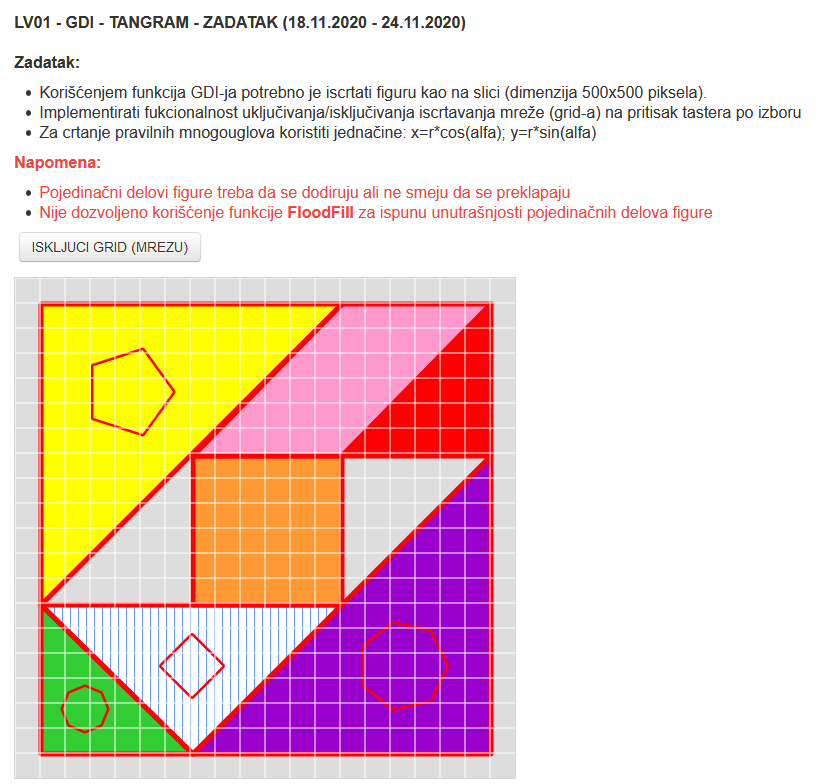 LV01 - GDI - TANGRAM - ZADATAK (18.11.2020 - 24.11.2020)
Zadatak:
Korišćenjem funkcija GDI-ja potrebno je iscrtati figuru kao na slici (dimenzija 500x500 piksela).
Implementirati fukcionalnost uključivanja/isključivanja iscrtavanja mreže (grid-a) na pritisak tastera po izboru
Za crtanje pravilnih mnogouglova koristiti jednačine: x=r*cos(alfa); y=r*sin(alfa)
Napomena:
Pojedinačni delovi figure treba da se dodiruju ali ne smeju da se preklapaju
Nije dozvoljeno korišćenje funkcije FloodFill za ispunu unutrašnjosti pojedinačnih delova figure
ISKLJUCI GRID (MREZU)